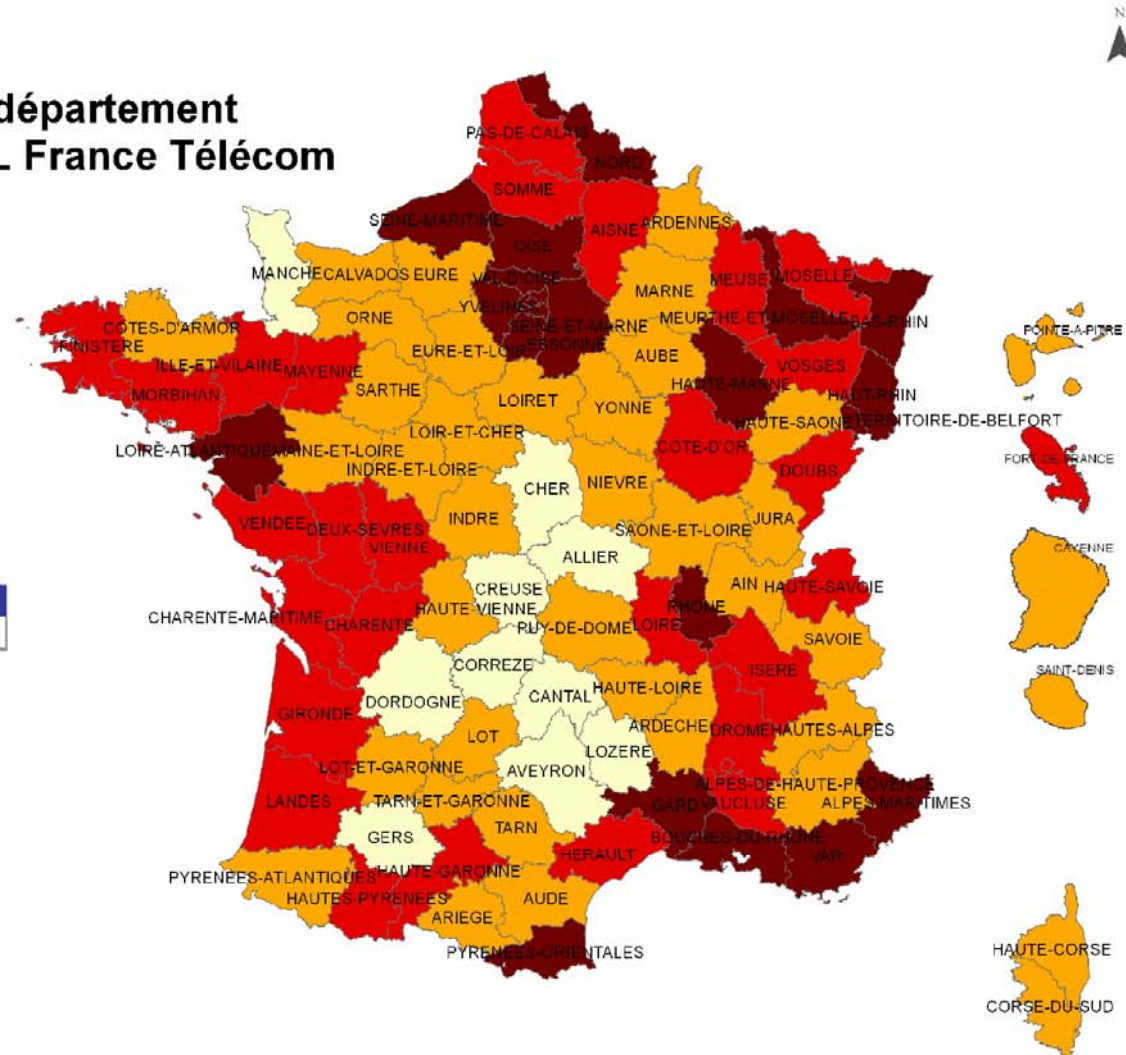 N
département
L France Télécom
PAS-DE-CALAIS
NORD
SOMME
SEINE-MARITIME
AISNE
ARDENNES
OISE
MANCHE
CALVADOS
EURE
VAL D'OISE
MEUSE
MOSELLE
MARNE
YVELINES
ORNE
SEINE-ET-MARNE
MEURTHE-ET-MOSELLE
BAS-RHIN
COTES-D'ARMOR
FINISTERE
ESSONNE
EURE-ET-LOIR
AUBE
ILLE-ET-VILAINE
MAYENNE
VOSGES
SARTHE
HAUTE-MARNE
MORBIHAN
HAUT-RHIN
LOIRET
YONNE
HAUTE-SAONE
TERRITOIRE-DE-BELFORT
LOIR-ET-CHER
LOIRE-ATLANTIQUE
MAINE-ET-LOIRE
COTE-D'OR
INDRE-ET-LOIRE
DOUBS
NIEVRE
CHER
INDRE
JURA
VENDEE
DEUX-SEVRES
SAONE-ET-LOIRE
VIENNE
ALLIER
CREUSE
AIN
HAUTE-SAVOIE
HAUTE-VIENNE
RHONE
CHARENTE-MARITIME
CHARENTE
PUY-DE-DOME
LOIRE
SAVOIE
CORREZE
ISERE
DORDOGNE
CANTAL
HAUTE-LOIRE
GIRONDE
ARDECHE
DROME
HAUTES-ALPES
LOT
LOZERE
LOT-ET-GARONNE
AVEYRON
ALPES-DE-HAUTE-PROVENCE
LANDES
TARN-ET-GARONNE
GARD
VAUCLUSE
ALPES-MARITIMES
TARN
GERS
BOUCHES-DU-RHONE
HERAULT
VAR
HAUTE-GARONNE
PYRENEES-ATLANTIQUES
HAUTES-PYRENEES
AUDE
ARIEGE
PYRENEES-ORIENTALES
POINTE-A-PITRE
FORT-DE-FRANCE
CAYENNE
SAINT-DENIS
HAUTE-CORSE
CORSE-DU-SUD